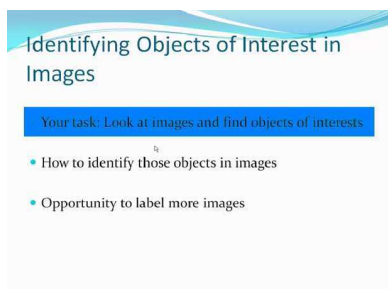 Identifying Objects of Interest in
Images
Your task: Look at images and find objects of interests
How to identify those objects in images
Opportunity to label more images